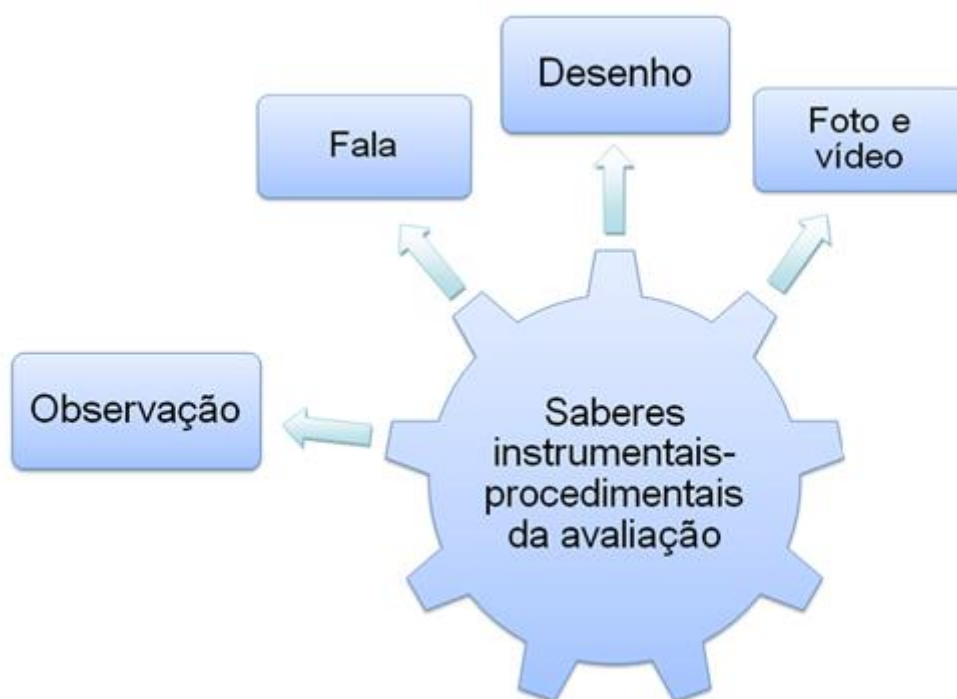 Desenho
Foto e
vídeo
Fala
Observação
Saberes
instrumentais-
procedimentais
da avaliação